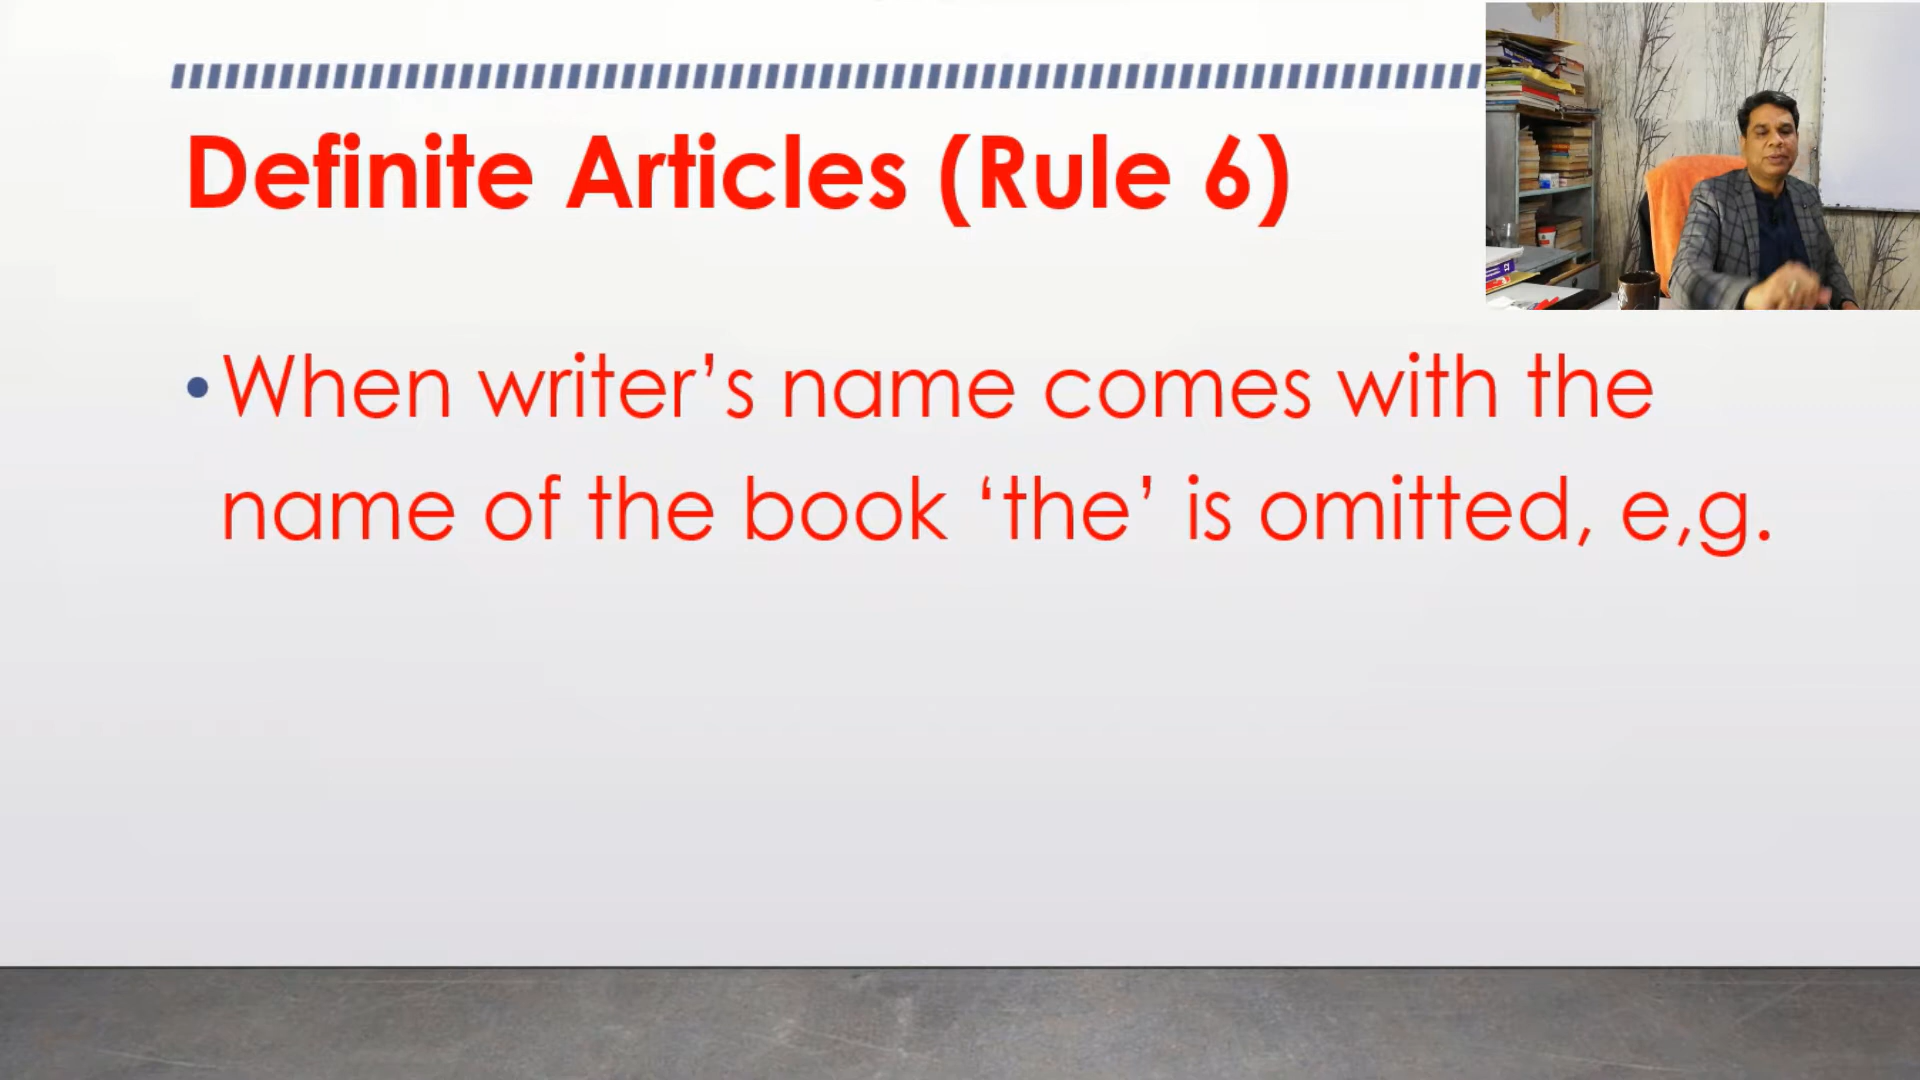 Definite Articles (Rule 6)
• When writer’s name comes with the
name of the book ‘the’ is omitted, e,g.